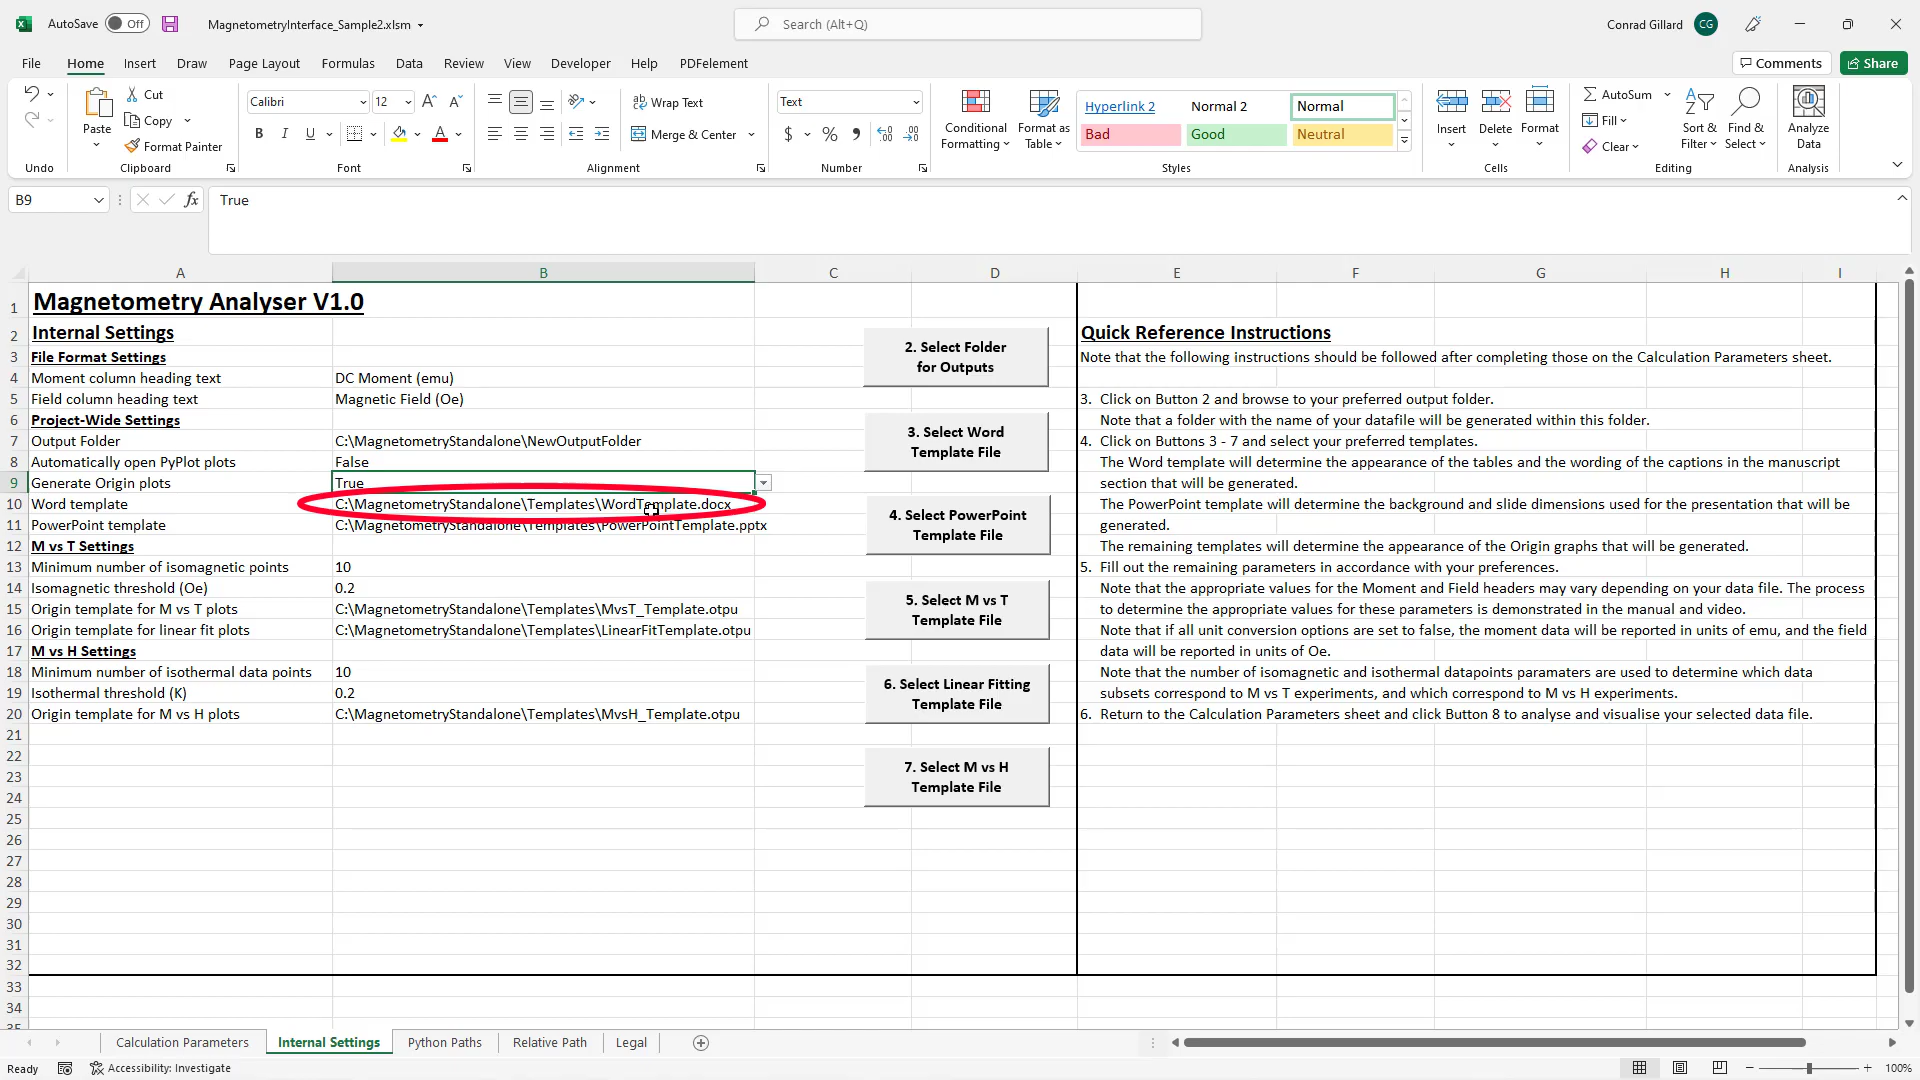 AutoSave Off MagnetometryInterface_Sample2.xlsm Search (Alt+Q) Conrad Gillard CG
File Home Insert Draw Page Layout Formulas Data Review View Developer Help PDFelement Comments Share
Paste Cut Copy Format Painter
Calibri 12 B I U A
Wrap Text Merge & Center
Text $ % 9
Conditional Formatting Format as Table
Hyperlink 2 Normal 2 Normal
Bad Good Neutral
Insert Delete Format
AutoSum Fill Clear Sort & Filter Find & Select
Analyze Data
Undo Clipboard Font Alignment Number Styles Cells Editing Analysis
B9 fx True
A B C D E F G H I
1 Magnetometry Analyser V1.0
2 Internal Settings
3 File Format Settings
4 Moment column heading text DC Moment (emu)
5 Field column heading text Magnetic Field (Oe)
6 Project-Wide Settings
7 Output Folder C:\MagnetometryStandalone\NewOutputFolder
8 Automatically open PyPlot plots False
9 Generate Origin plots True
10 Word template C:\MagnetometryStandalone\Templates\WordTemplate.docx
11 PowerPoint template C:\MagnetometryStandalone\Templates\PowerPointTemplate.pptx
12 M vs T Settings
13 Minimum number of isomagnetic points 10
14 Isomagnetic threshold (Oe) 0.2
15 Origin template for M vs T plots C:\MagnetometryStandalone\Templates\MvsT_Template.otpu
16 Origin template for linear fit plots C:\MagnetometryStandalone\Templates\LinearFitTemplate.otpu
17 M vs H Settings
18 Minimum number of isothermal data points 10
19 Isothermal threshold (K) 0.2
20 Origin template for M vs H plots C:\MagnetometryStandalone\Templates\MvsH_Template.otpu
21
22
23
24
25
26
27
28
29
30
31
32
33
34
35
2. Select Folder
for Outputs
3. Select Word
Template File
4. Select PowerPoint
Template File
5. Select M vs T
Template File
6. Select Linear Fitting
Template File
7. Select M vs H
Template File
Quick Reference Instructions
Note that the following instructions should be followed after completing those on the Calculation Parameters sheet.
3. Click on Button 2 and browse to your preferred output folder.
Note that a folder with the name of your datafile will be generated within this folder.
4. Click on Buttons 3 - 7 and select your preferred templates.
The Word template will determine the appearance of the tables and the wording of the captions in the manuscript
section that will be generated.
The PowerPoint template will determine the background and slide dimensions used for the presentation that will be
generated.
The remaining templates will determine the appearance of the Origin graphs that will be generated.
5. Fill out the remaining parameters in accordance with your preferences.
Note that the appropriate values for the Moment and Field headers may vary depending on your data file. The process
to determine the appropriate values for these parameters is demonstrated in the manual and video.
Note that if all unit conversion options are set to false, the moment data will be reported in units of emu, and the field
data will be reported in units of Oe.
Note that the number of isomagnetic and isothermal datapoints paramaters are used to determine which data
subsets correspond to M vs T experiments, and which correspond to M vs H experiments.
6. Return to the Calculation Parameters sheet and click Button 8 to analyse and visualise your selected data file.
Calculation Parameters Internal Settings Python Paths Relative Path Legal
Ready Accessibility: Investigate 100%